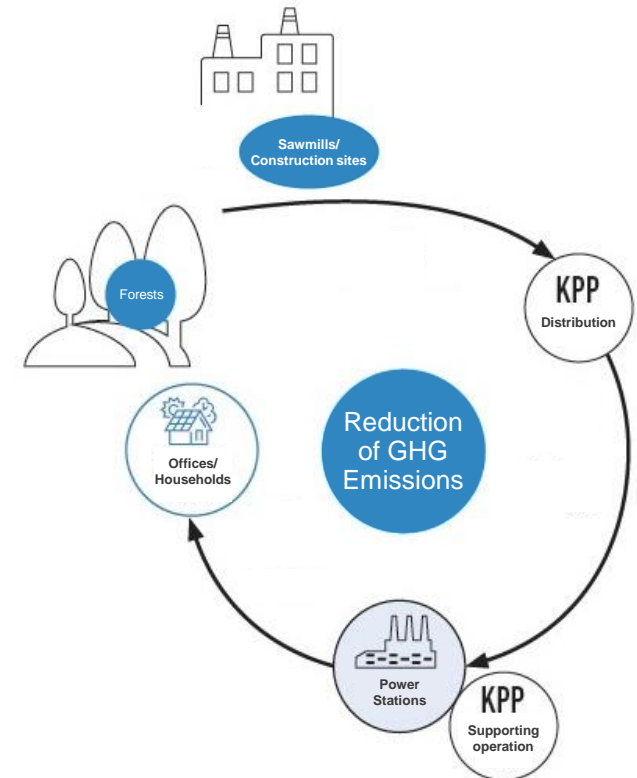 Sawmills/
Construction sites
Forests
KPP
Distribution
Offices/
Households
Reduction
of GHG
Emissions
Power
Stations
KPP
Supporting
operation